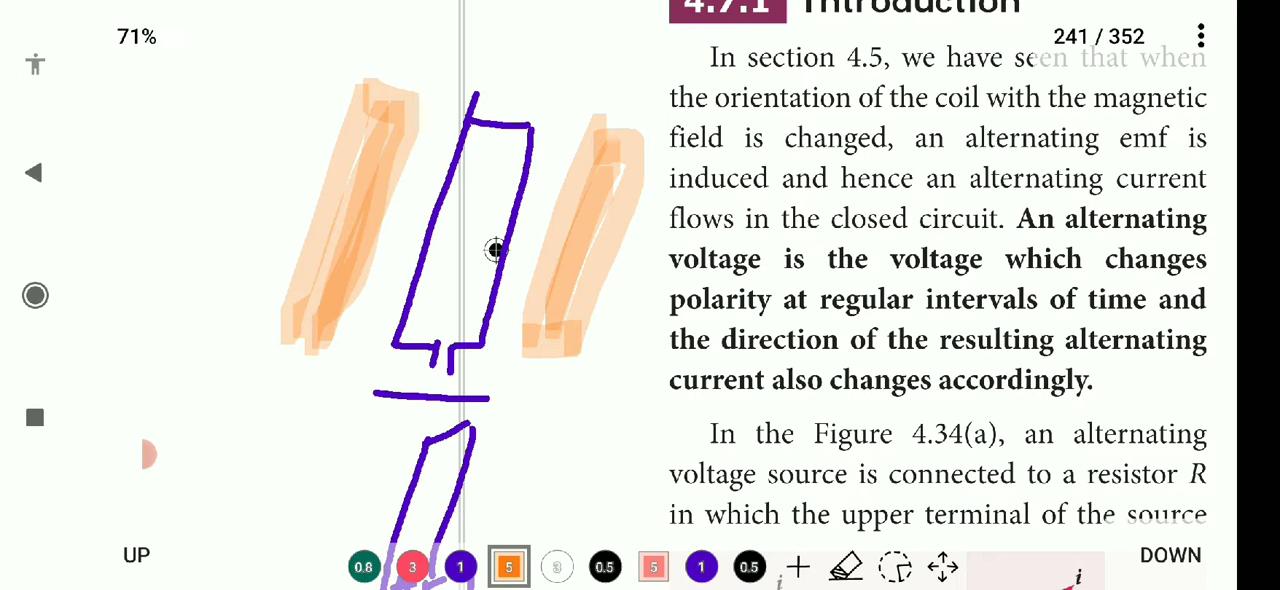 4.7.1 Introduction
71%
241 / 352
In section 4.5, we have seen that when
the orientation of the coil with the magnetic
field is changed, an alternating emf is
induced and hence an alternating current
flows in the closed circuit. An alternating
voltage is the voltage which changes
polarity at regular intervals of time and
the direction of the resulting alternating
current also changes accordingly.
In the Figure 4.34(a), an alternating
voltage source is connected to a resistor R
in which the upper terminal of the source
UP
DOWN
0.8 3 1 5 3 0.5 5 1 0.5
i i